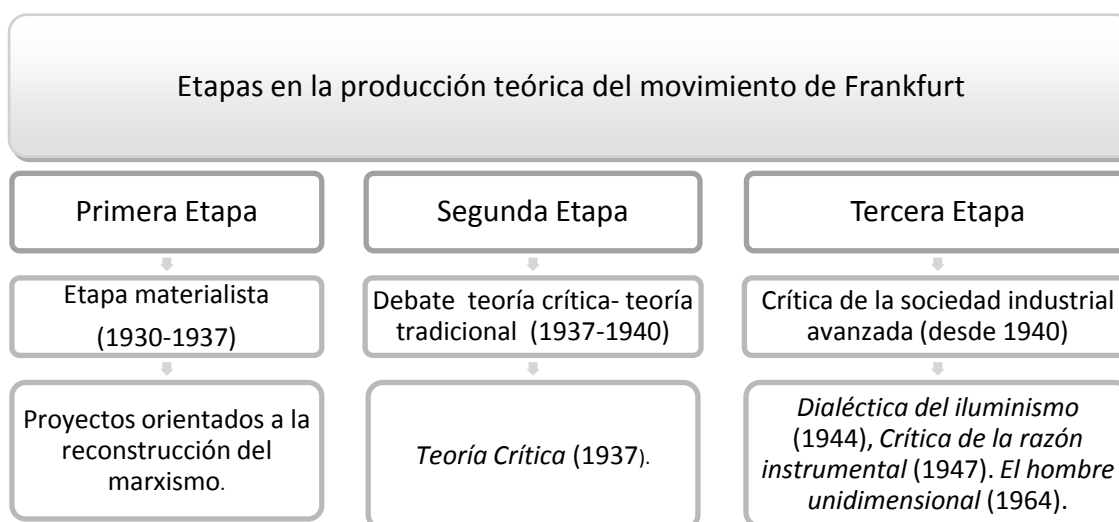 Etapas en la producción teórica del movimiento de Frankfurt
Primera Etapa
Etapa materialista
(1930-1937)
Proyectos orientados a la
reconstrucción del
marxismo.
Segunda Etapa
Debate teoría crítica- teoría
tradicional (1937-1940)
Teoría Crítica (1937).
Tercera Etapa
Crítica de la sociedad industrial
avanzada (desde 1940)
Dialéctica del iluminismo
(1944), Crítica de la razón
instrumental (1947). El hombre
unidimensional (1964).